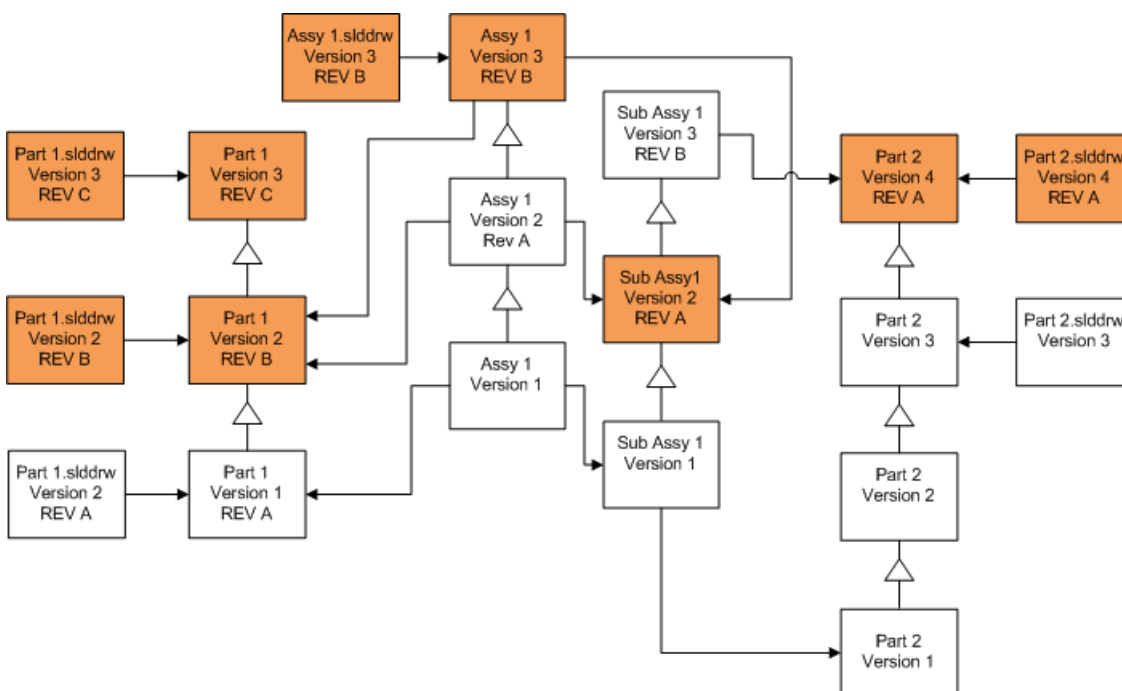 Assy 1.slddrw
Version 3
REV B
Assy 1
Version 3
REV B
Sub Assy 1
Version 3
REV B
Part 1.slddrw
Version 3
REV C
Part 1
Version 3
REV C
Part 2
Version 4
REV A
Part 2.slddrw
Version 4
REV A
Assy 1
Version 2
Rev A
Sub Assy1
Version 2
REV A
Part 1.slddrw
Version 2
REV B
Part 1
Version 2
REV B
Part 2
Version 3
Part 2.slddrw
Version 3
Assy 1
Version 1
Sub Assy 1
Version 1
Part 1.slddrw
Version 2
REV A
Part 1
Version 1
REV A
Part 2
Version 2
Part 2
Version 1